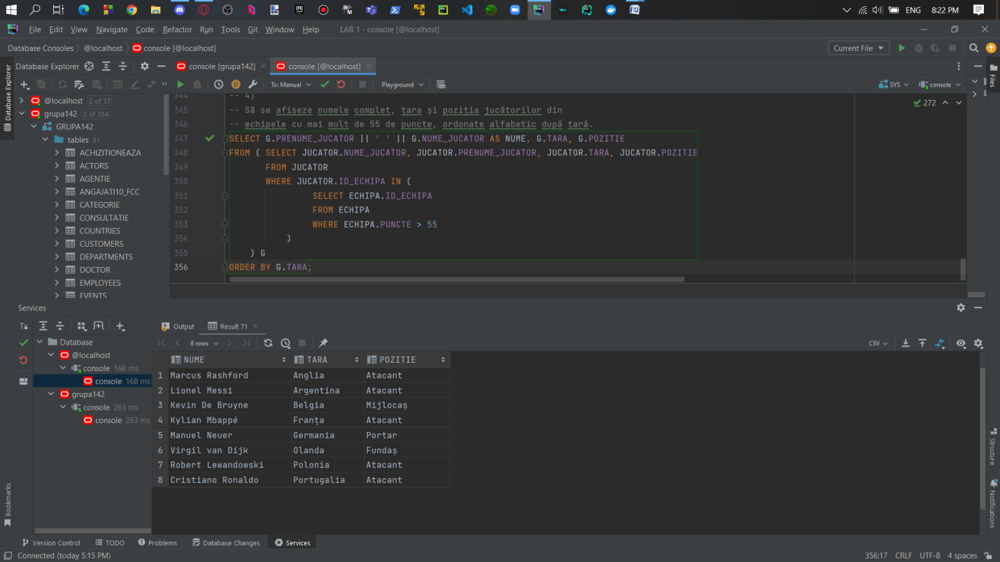 ENG 8:22 PM
File Edit View Navigate Code Refactor Run Tools Git Window Help LAB 1 - console [@localhost]
Database Consoles @localhost console [@localhost] Current File
Database Explorer console [grupa142] console [@localhost]
Tx: Manual Playground SYS console
@localhost 2 of 37
grupa142 2 of 354
GRUPA142
tables 31
ACHIZITIONEAZA
ACTORS
AGENTIE
ANGAJATI10_FCC
CATEGORIE
CONSULTATIE
COUNTRIES
CUSTOMERS
DEPARTMENTS
DOCTOR
EMPLOYEES
EVENTS
272
344 -- 4)
345 -- Să se afișeze numele complet, țara și poziția jucătorilor din
346 -- echipele cu mai mult de 55 de puncte, ordonate alfabetic după țară.
347 SELECT G.PRENUME_JUCATOR || ' ' || G.NUME_JUCATOR AS NUME, G.TARA, G.POZITIE
348 FROM ( SELECT JUCATOR.NUME_JUCATOR, JUCATOR.PRENUME_JUCATOR, JUCATOR.TARA, JUCATOR.POZITIE
349 FROM JUCATOR
350 WHERE JUCATOR.ID_ECHIPA IN (
351 SELECT ECHIPA.ID_ECHIPA
352 FROM ECHIPA
353 WHERE ECHIPA.PUNCTE > 55
354 )
355 ) G
356 ORDER BY G.TARA;
Database Explorer
Bookmarks
Files
Structure
Notifications
Services
Tx
Database
@localhost
console 168 ms
console 168 ms
grupa142
console 263 ms
console 263 ms
Output Result 71
8 rows CSV
NUME TARA POZITIE
1 Marcus Rashford Anglia Atacant
2 Lionel Messi Argentina Atacant
3 Kevin De Bruyne Belgia Mijlocaș
4 Kylian Mbappé Franța Atacant
5 Manuel Neuer Germania Portar
6 Virgil van Dijk Olanda Fundaș
7 Robert Lewandowski Polonia Atacant
8 Cristiano Ronaldo Portugalia Atacant
Version Control TODO Problems Database Changes Services
Connected (today 5:15 PM) 356:17 CRLF UTF-8 4 spaces